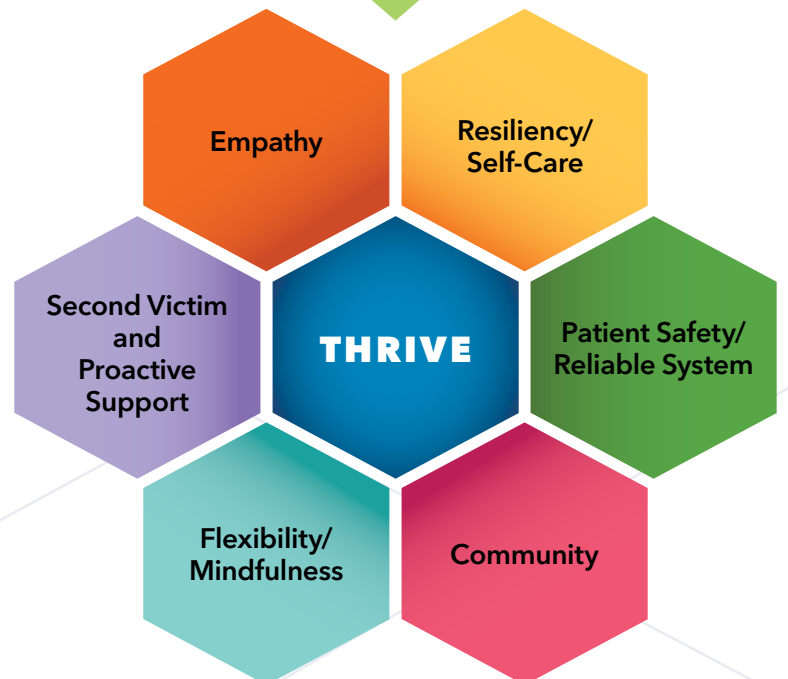 Empathy
Resiliency/
Self-Care
Second Victim
and
Proactive
Support
THRIVE
Patient Safety/
Reliable System
Flexibility/
Mindfulness
Community